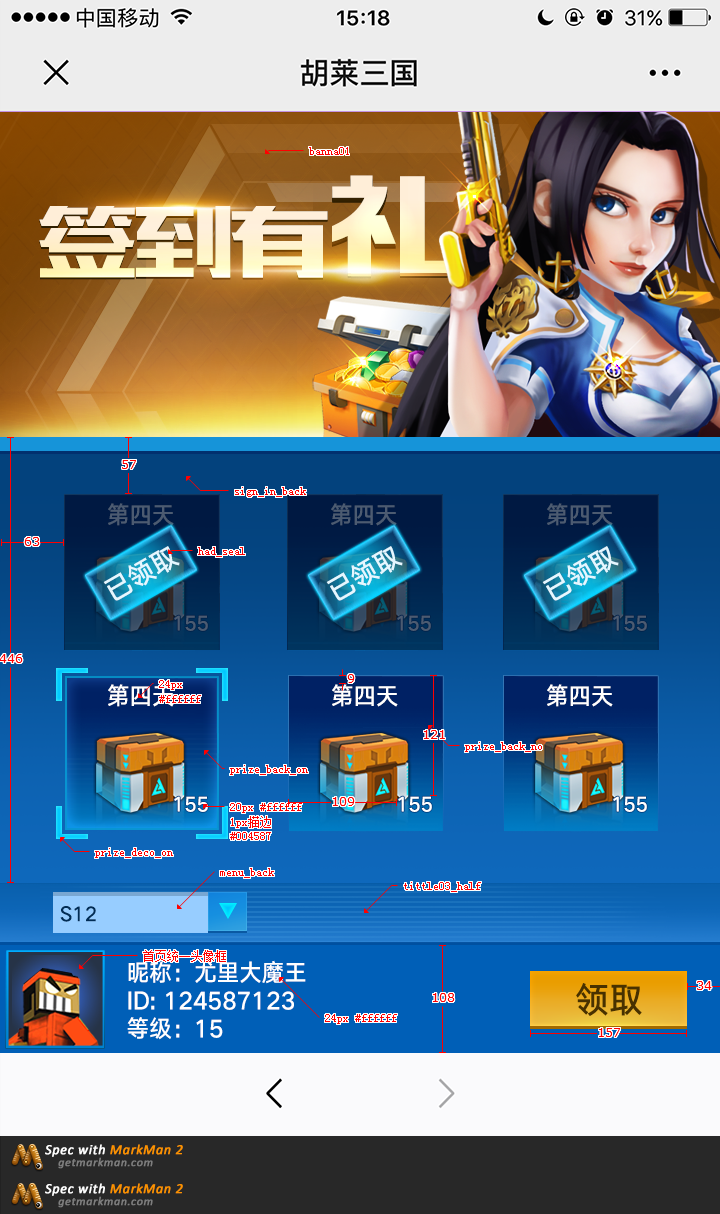 中国移动 15:18 31%
胡莱三国
banna01
签到有礼
57
sign_in_back
63
第四天 第四天 第四天
已领取 已领取 已领取
had_seal
155 155 155
446
第四天 第四天 第四天
24px
#ffffff
9
121
prize_back_no
prize_back_on
155 155 155
20px #ffffff
109
1px描边
#004587
prize_deco_on
menu_back
tittle03_half
S12
首页统一头像框
昵称：尤里大魔王
ID: 124587123
等级：15
24px #ffffff
108
领取
34
157
Spec with MarkMan 2
getmarkman.com
Spec with MarkMan 2
getmarkman.com